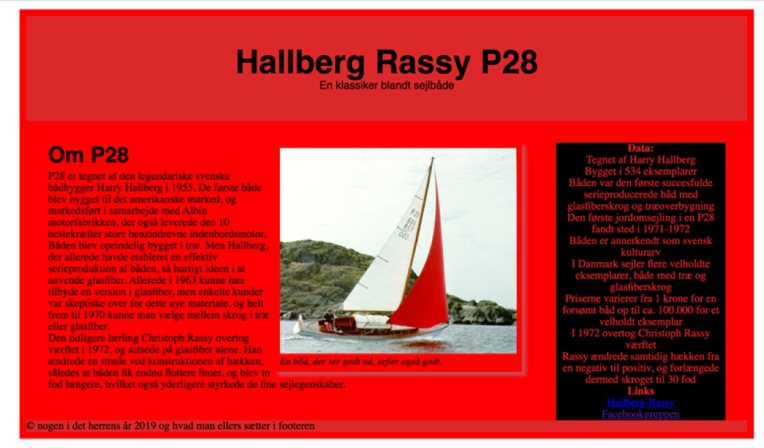 Hallberg Rassy P28
En klassiker blandt sejlbåde
Om P28
P28 er tegnet af den legendariske svenske
bådbygger Harry Hallberg i 1955. De første både
blev bygget til det amerikanske marked, og
markedsført i samarbejde med Albin
motorfabrikken, der også leverede den 10
hestekræfter store benzindrevne indenbordsmotor.
Båden blev oprindelig bygget i træ. Men Hallberg,
der allerede havde etableret en effektiv
serieproduktion af båden, så hurtigt ideen i at
anvende glasfiber. Allerede i 1963 kunne han
tilbyde en version i glasfiber, men enkelte kunder
var skeptiske over for dette nye materiale, og helt
frem til 1970 kunne man vælge mellem skrog i træ
eller glasfiber.
Den tidligere lærling Christoph Rassy overtog
værftet i 1972, og satsede på glasfiber alene. Han
ændrede en smule ved konstruktionen af hækken,
således at båden fik endnu flottere linier, og blev to
fod længere, hvilket også yderligere styrkede de fine sejlegenskaber.
En båd, der ser godt ud, sejler også godt.
Data:
Tegnet af Harry Hallberg
Bygget i 534 eksemplarer
Båden var den første succesfulde
serieproducerede båd med
glasfiberskrog og træoverbygning
Den første jordomsejling i en P28
fandt sted i 1971-1972
Båden er annerkendt som svensk
kulturarv
I Danmark sejler flere velholdte
eksemplarer, både med træ og
glasfiberskrog
Priserne varierer fra 1 krone for en
forsømt båd op til ca. 100.000 for et
velholdt eksemplar
I 1972 overtog Christoph Rassy
værftet
Rassy ændrede samtidig hækken fra
en negativ til positiv, og forlængede
dermed skroget til 30 fod
Links
Hallberg-Rassy
Facebookgruppen
© nogen i det herrens år 2019 og hvad man ellers sætter i footeren